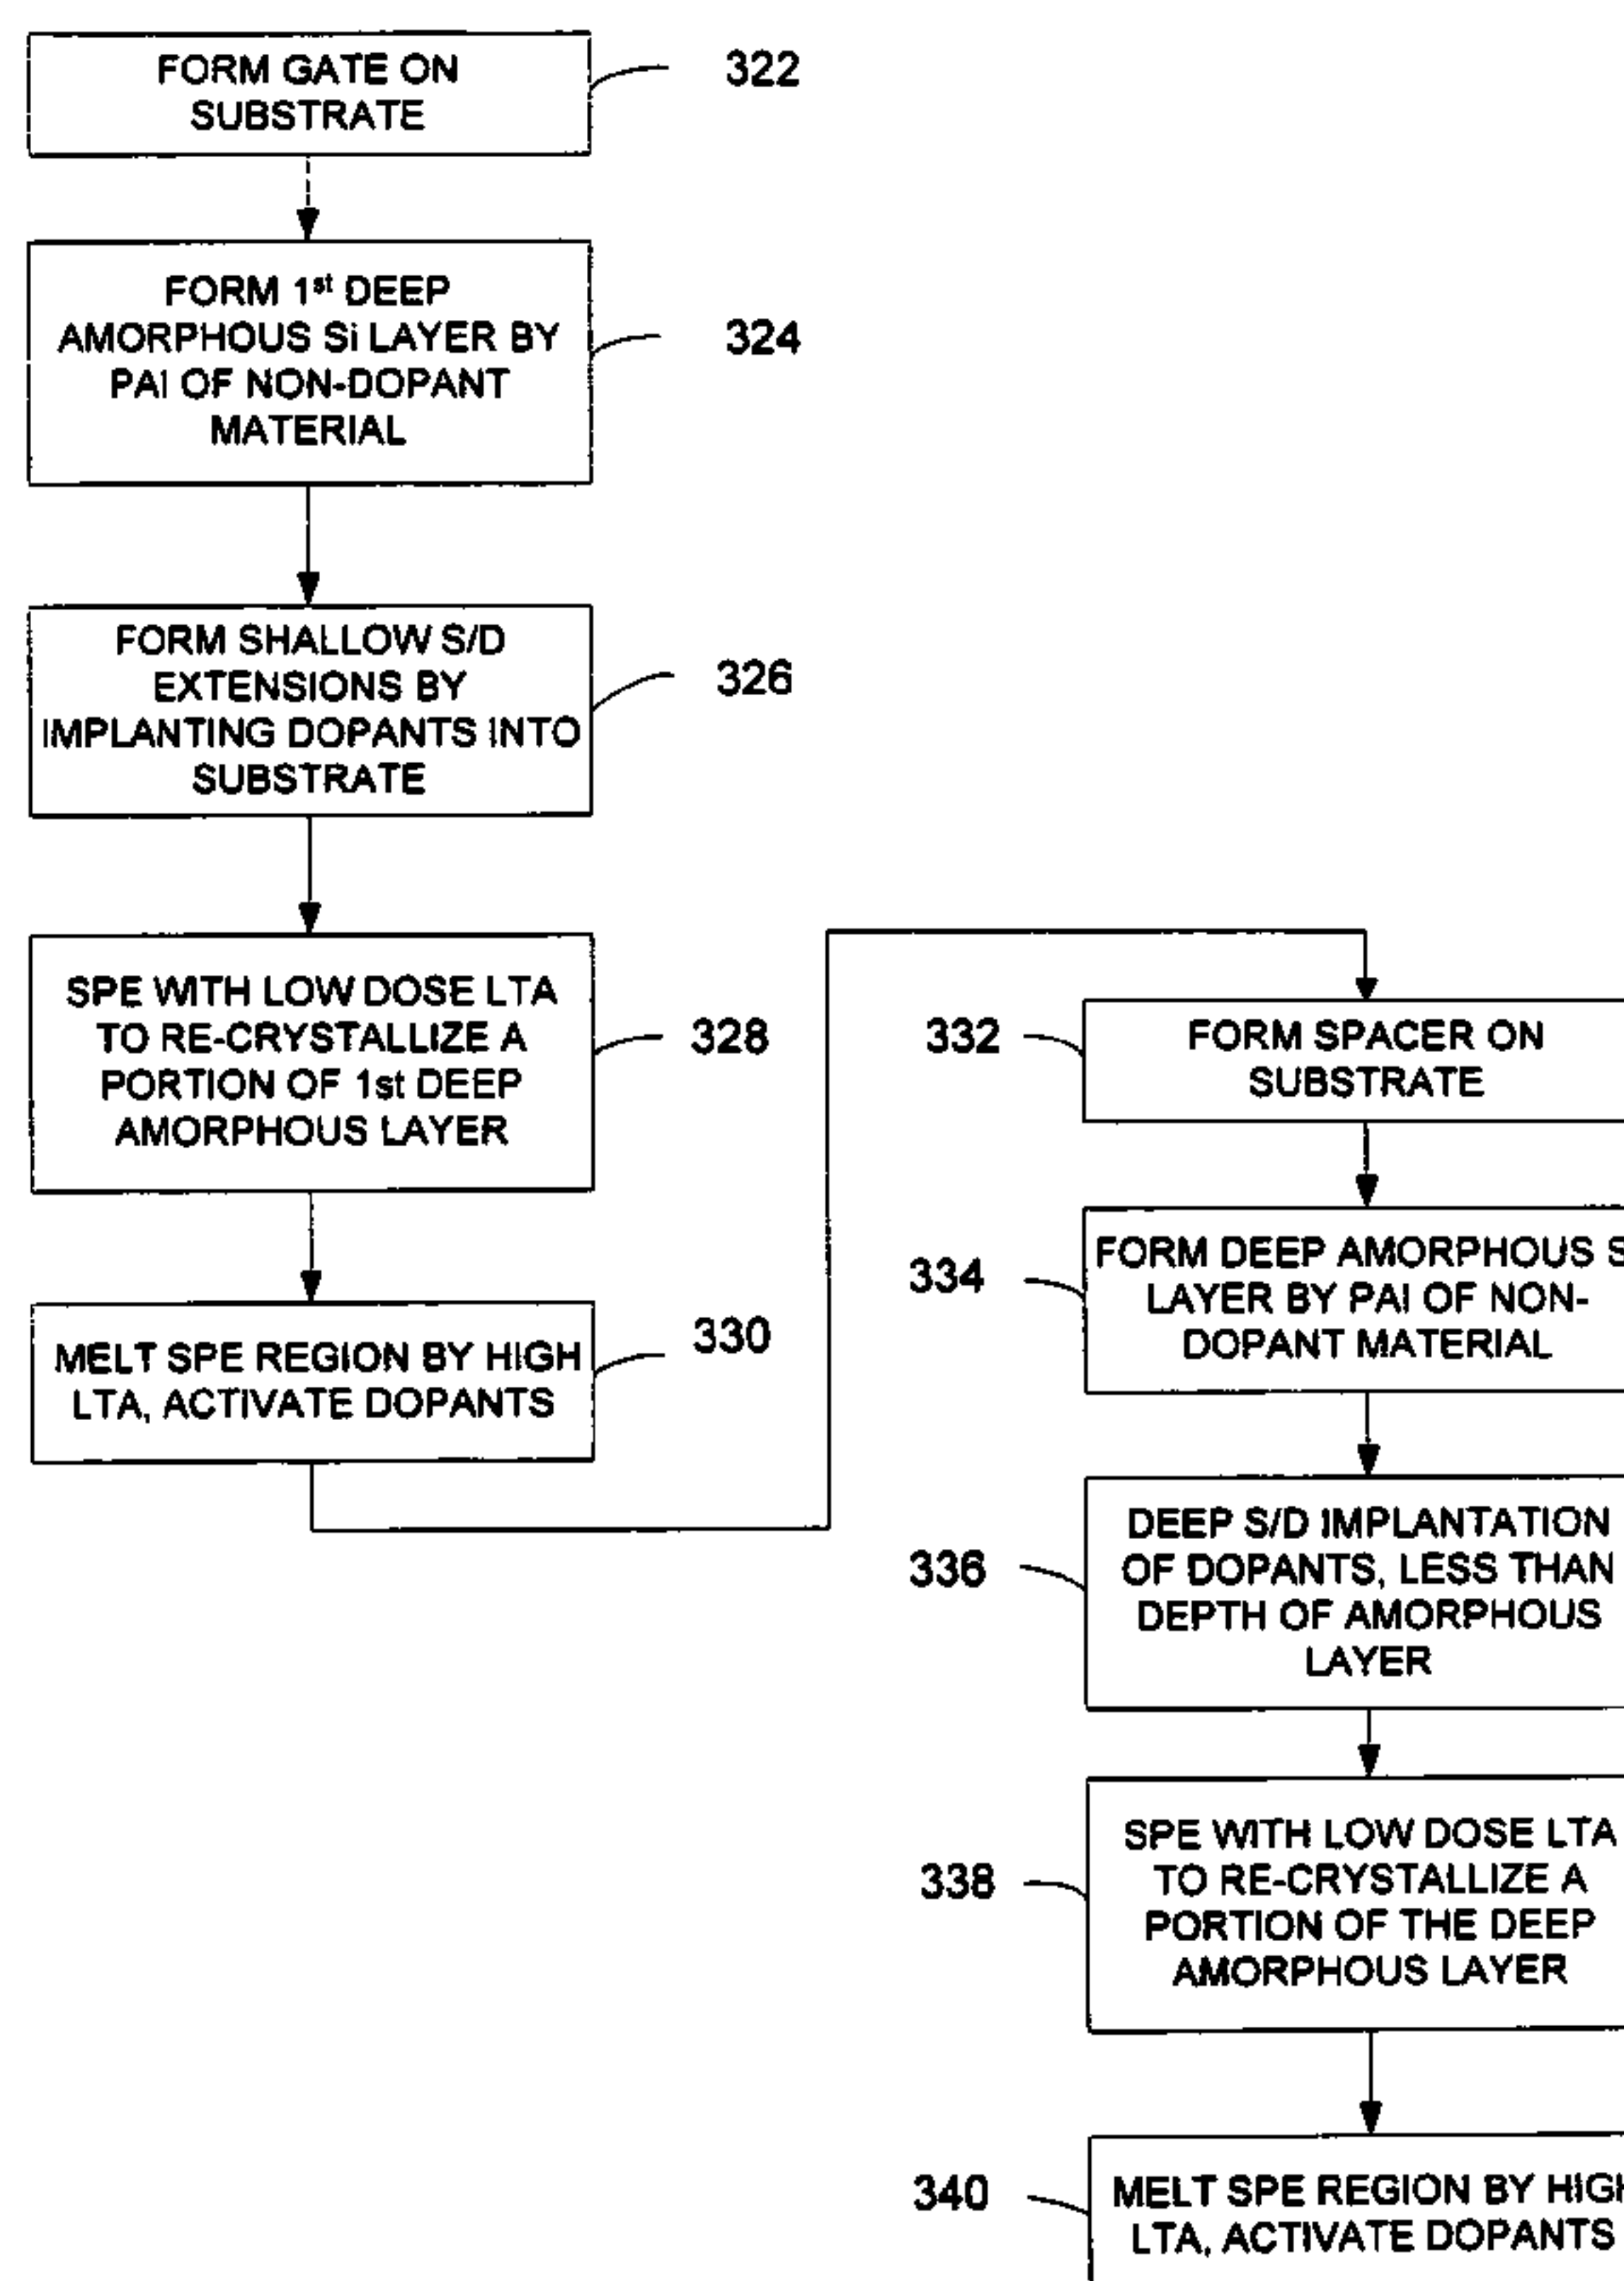 FORM GATE ON
SUBSTRATE
322
FORM 1st DEEP
AMORPHOUS Si LAYER BY
PAI OF NON-DOPANT
MATERIAL
324
FORM SHALLOW S/D
EXTENSIONS BY
IMPLANTING DOPANTS INTO
SUBSTRATE
326
SPE WITH LOW DOSE LTA
TO RE-CRYSTALLIZE A
PORTION OF 1st DEEP
AMORPHOUS LAYER
328
MELT SPE REGION BY HIGH
LTA, ACTIVATE DOPANTS
330
332
FORM SPACER ON
SUBSTRATE
334
FORM DEEP AMORPHOUS
LAYER BY PAI OF NON-
DOPANT MATERIAL
336
DEEP S/D IMPLANTATION
OF DOPANTS, LESS THAN
DEPTH OF AMORPHOUS
LAYER
338
SPE WITH LOW DOSE LTA
TO RE-CRYSTALLIZE A
PORTION OF THE DEEP
AMORPHOUS LAYER
340
MELT SPE REGION BY HIGH
LTA, ACTIVATE DOPANTS